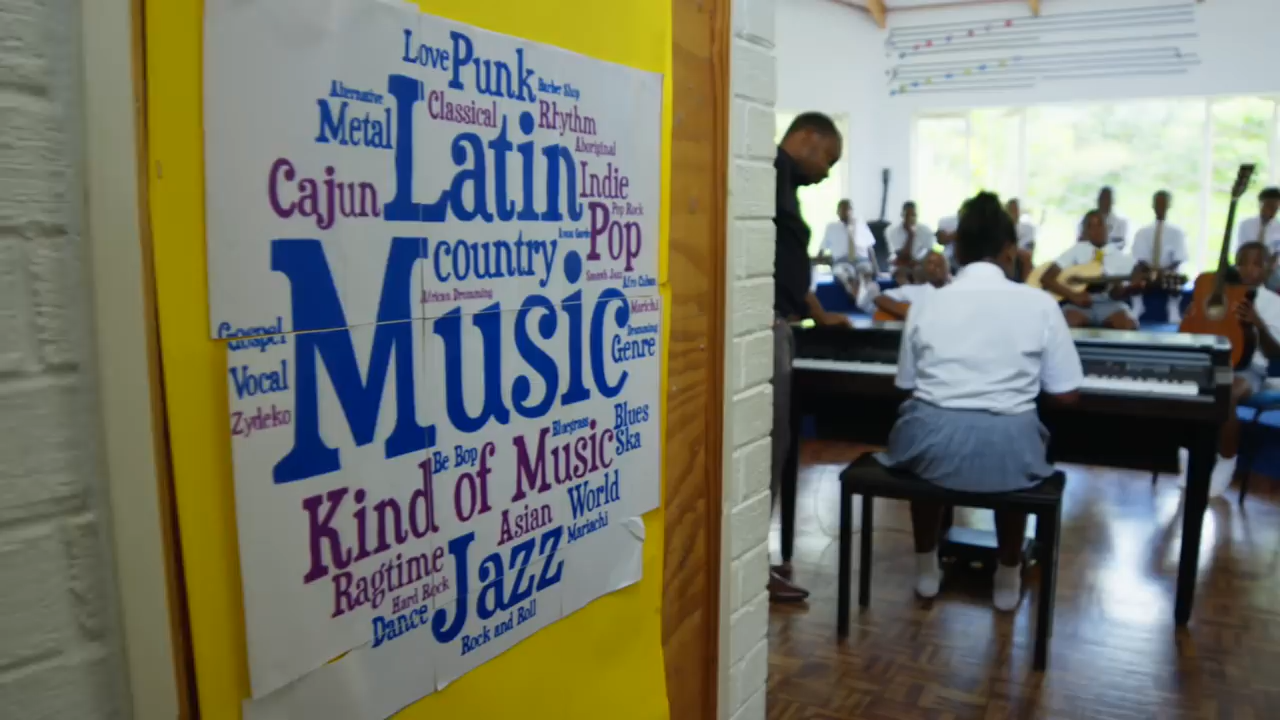 Love Punk Barber Shop
Alternative
Metal
Classical
Rhythm
Aboriginal
Latin
Cajun
Indie
Pop Rock
Pop
country
Smooth Jazz
Afro Cuban
African Drumming
Music
Gospel
Drumming
Genre
Vocal
Zydeko
Blues
Ska
Bluegrass
Be Bop
Kind of Music
World
Asian
Mariachi
Ragtime
Hard Rock
Jazz
Dance
Rock and Roll